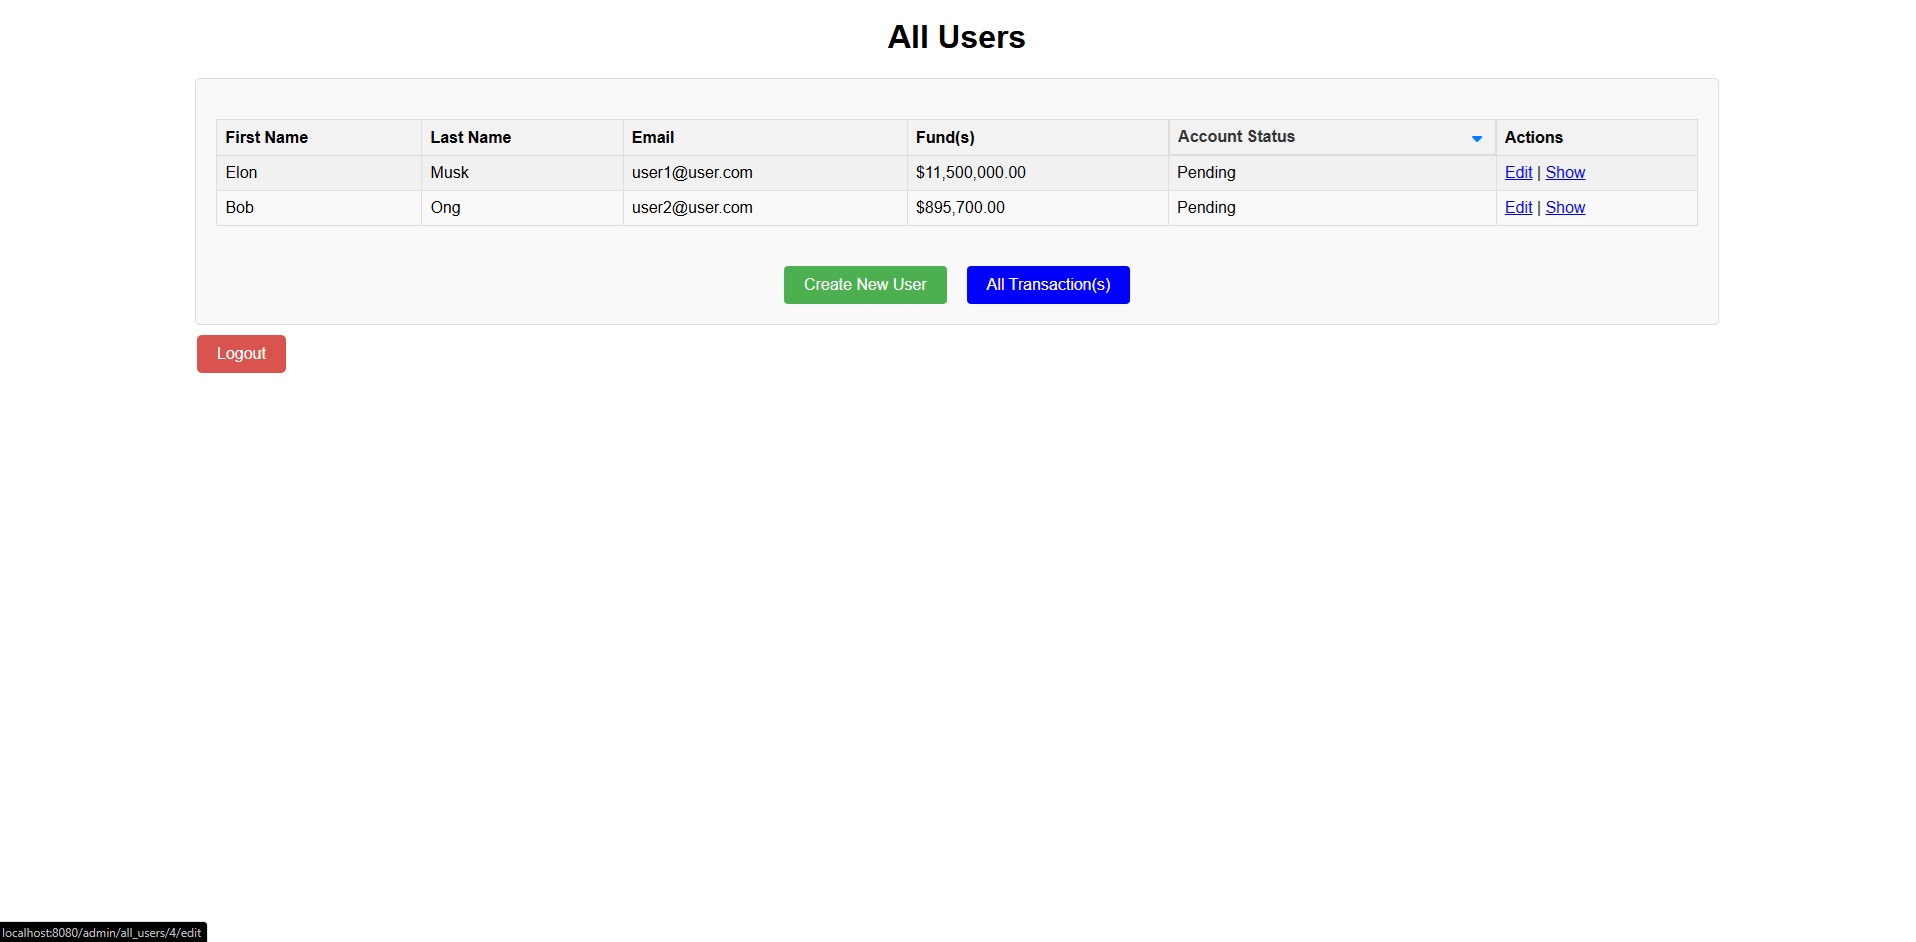 All Users
First Name Last Name Email Fund(s) Account Status Actions
Elon Musk user1@user.com $11,500,000.00 Pending Edit | Show
Bob Ong user2@user.com $895,700.00 Pending Edit | Show
Create New User All Transaction(s)
Logout
localhost:8080/admin/all_users/4/edit